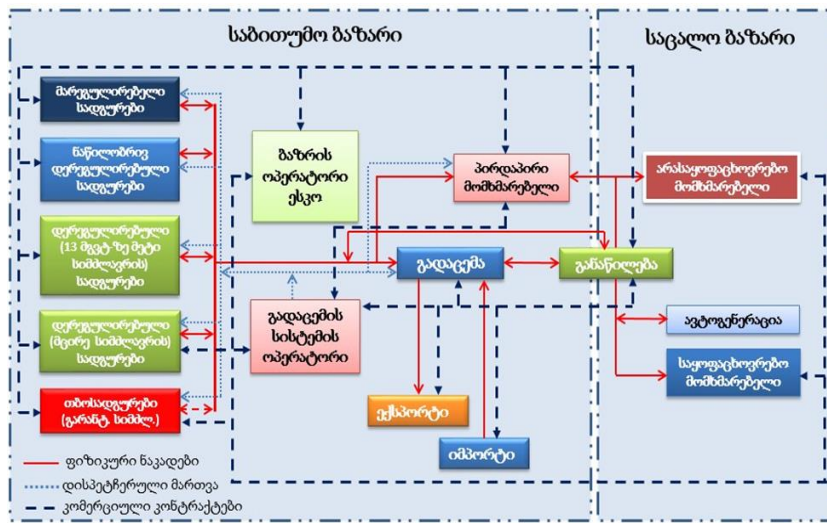 საბითუმო ბაზარი
საცალო ბაზარი
მარეგულირებელი
სადგურები
ნაწილობრივ
დერეგულირებული
სადგურები
დერეგულირებული
(13 მგვტ.-ზე მეტი
სიმძლავრის)
სადგურები
დერეგულირებული
(მცირე სიმძლავრის)
სადგურები
თბოსადგურები
(გარანტ. სიმძლ.)
ბაზრის
ოპერატორი
ესკო
გადაცემის
სისტემის
ოპერატორი
პირდაპირი
მომხმარებელი
გადაცემა
ექსპორტი
იმპორტი
განაწილება
არასაყოფაცხოვრებო
მომხმარებელი
ავტოგენერაცია
საყოფაცხოვრებო
მომხმარებელი
ფიზიკური ნაკადები
დისპეტჩერული მართვა
კომერციული კონტრაქტები